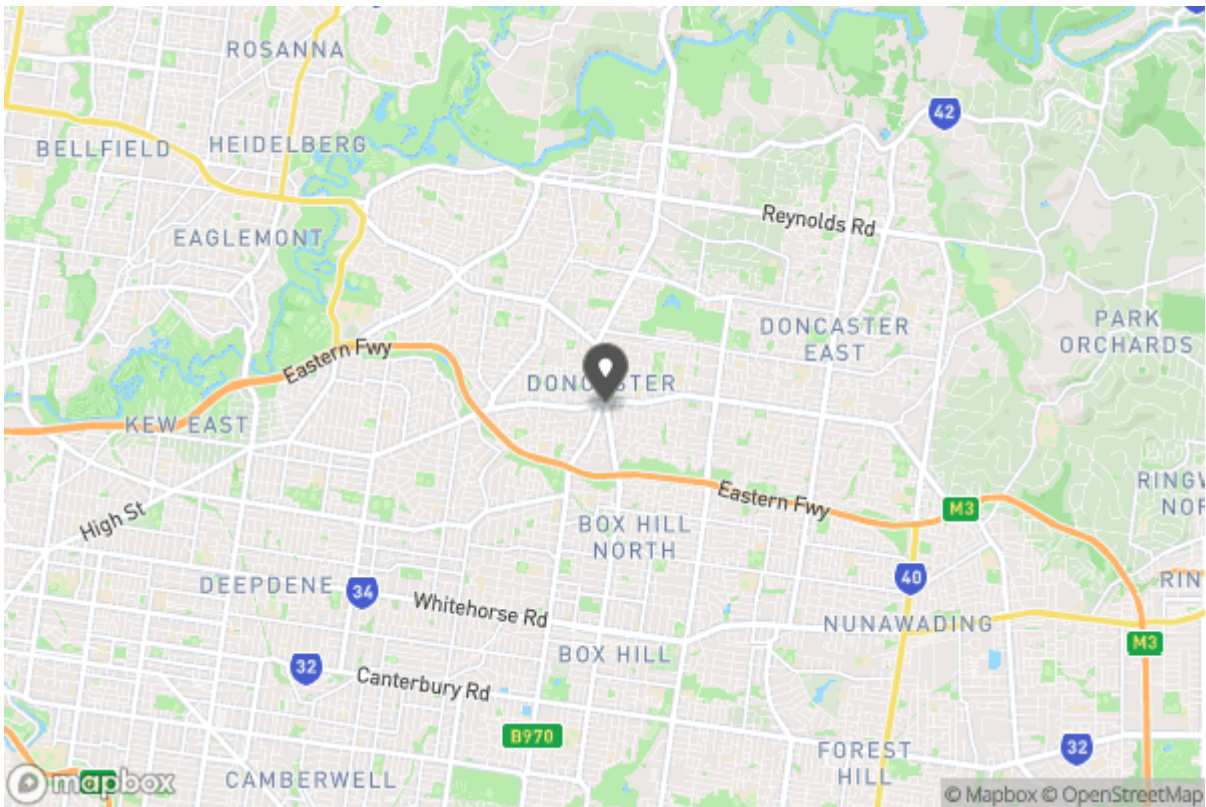 ROSANNA
42
BELLFIELD
HEIDELBERG
Reynolds Rd
EAGLEMONT
PARK
ORCHARDS
DONCASTER
EAST
Eastern Fwy
KEW EAST
RINGW
NOR
High St
Eastern Fwy
M3
BOX HILL
NORTH
DEEPDENE
34
40
RIN
Whitehorse Rd
NUNAWADING
M3
BOX HILL
32
Canterbury Rd
B970
32
FOREST
HILL
CAMBERWELL
mapbox
© Mapbox © OpenStreetMap